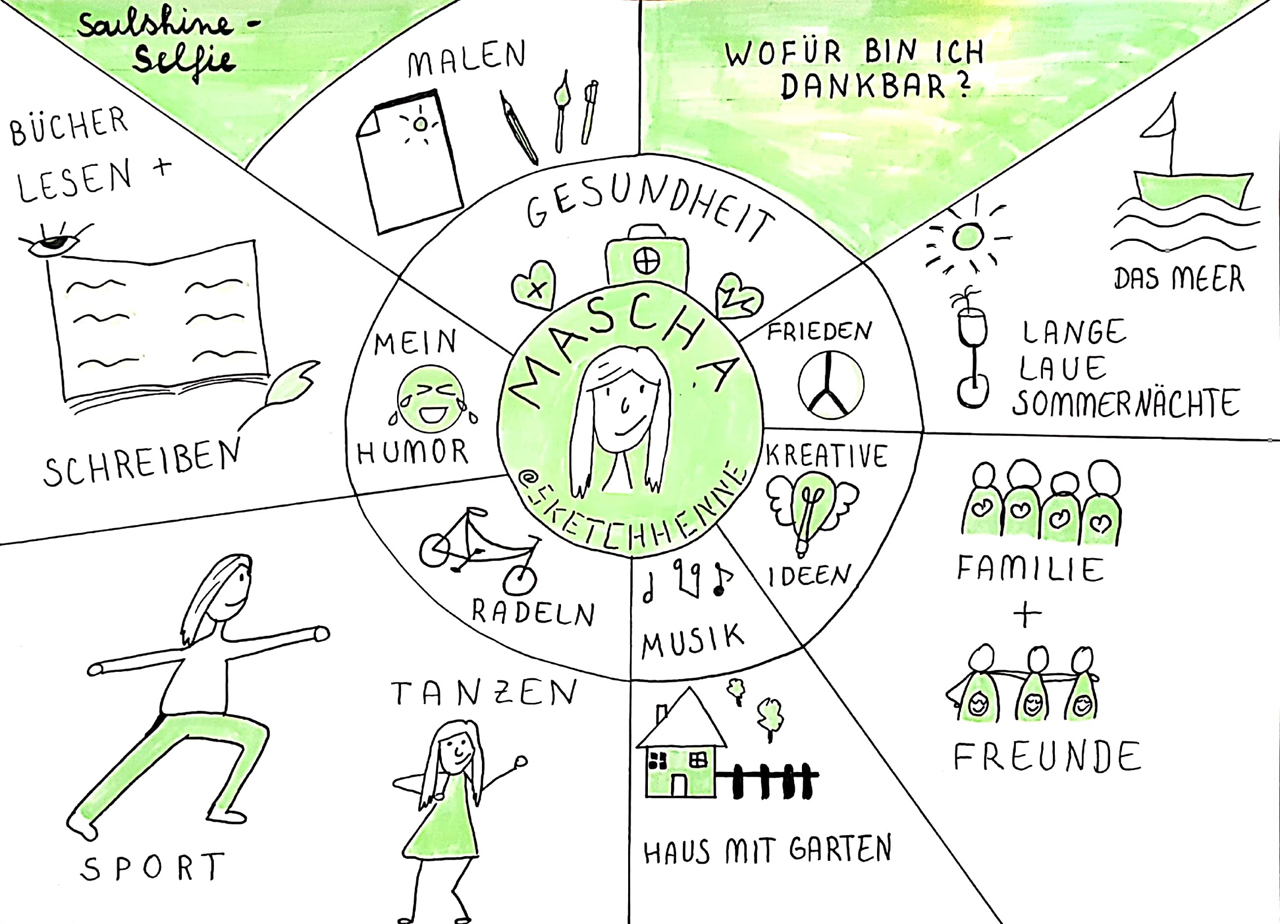 Soulshine-
Selfie
MALEN
WOFÜR BIN ICH
DANKBAR?
BÜCHER
LESEN +
SCHREIBEN
GESUNDHEIT
MASCHA
@SKETCHHENNE
MEIN
HUMOR
FRIEDEN
KREATIVE
IDEEN
RADELN
MUSIK
DAS MEER
LANGE
LAUE
SOMMERNÄCHTE
FAMILIE
+
FREUNDE
SPORT
TANZEN
HAUS MIT GARTEN